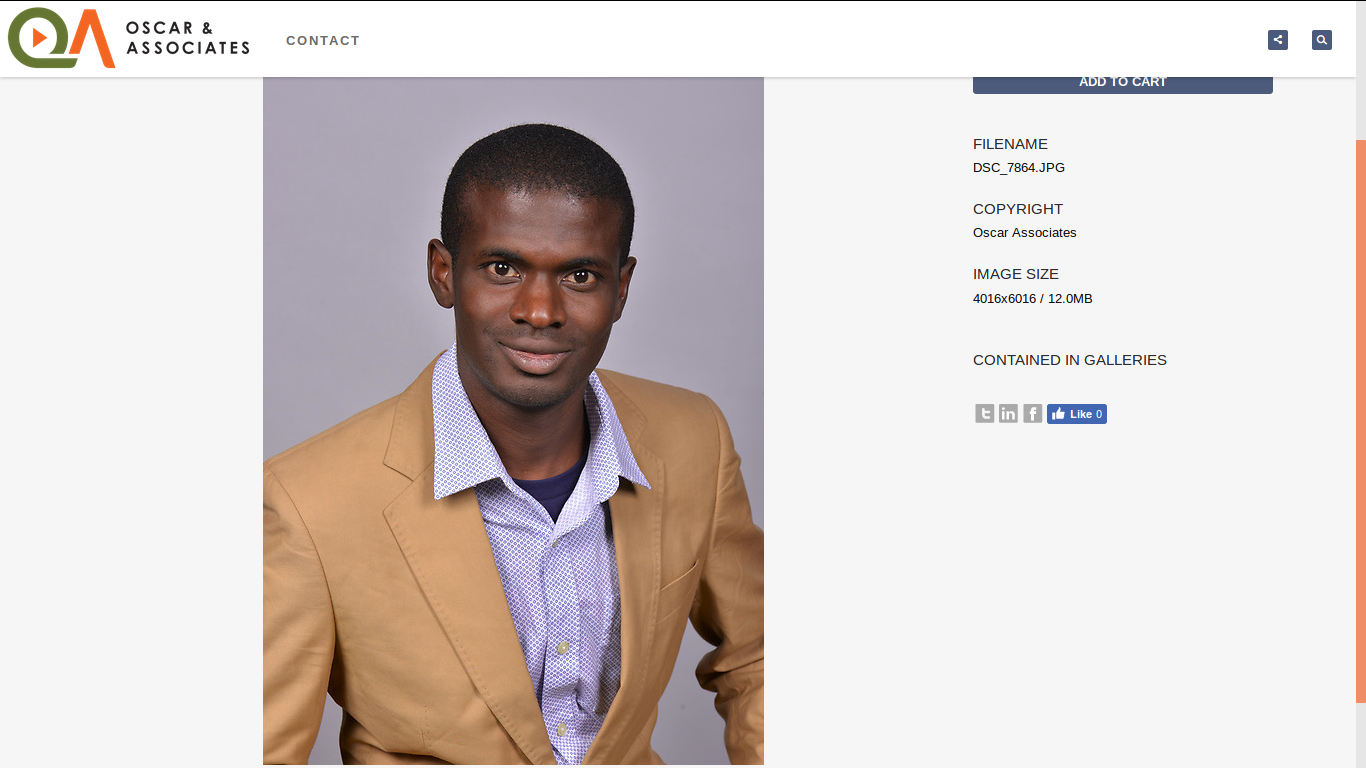 OSCAR &
ASSOCIATES
CONTACT
ADD TO CART
FILENAME
DSC_7864.JPG
COPYRIGHT
Oscar Associates
IMAGE SIZE
4016x6016 / 12.0MB
CONTAINED IN GALLERIES
Like 0